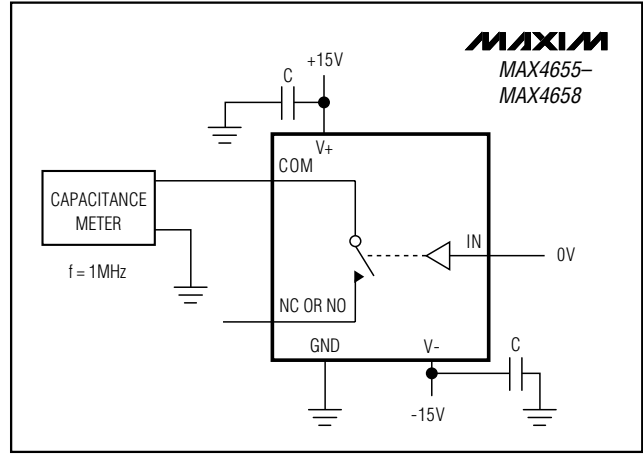 MAXIM
MAX4655–
MAX4658
+15V
C
V+
COM
CAPACITANCE
METER
f = 1MHz
IN
0V
NC OR NO
GND
V-
C
-15V